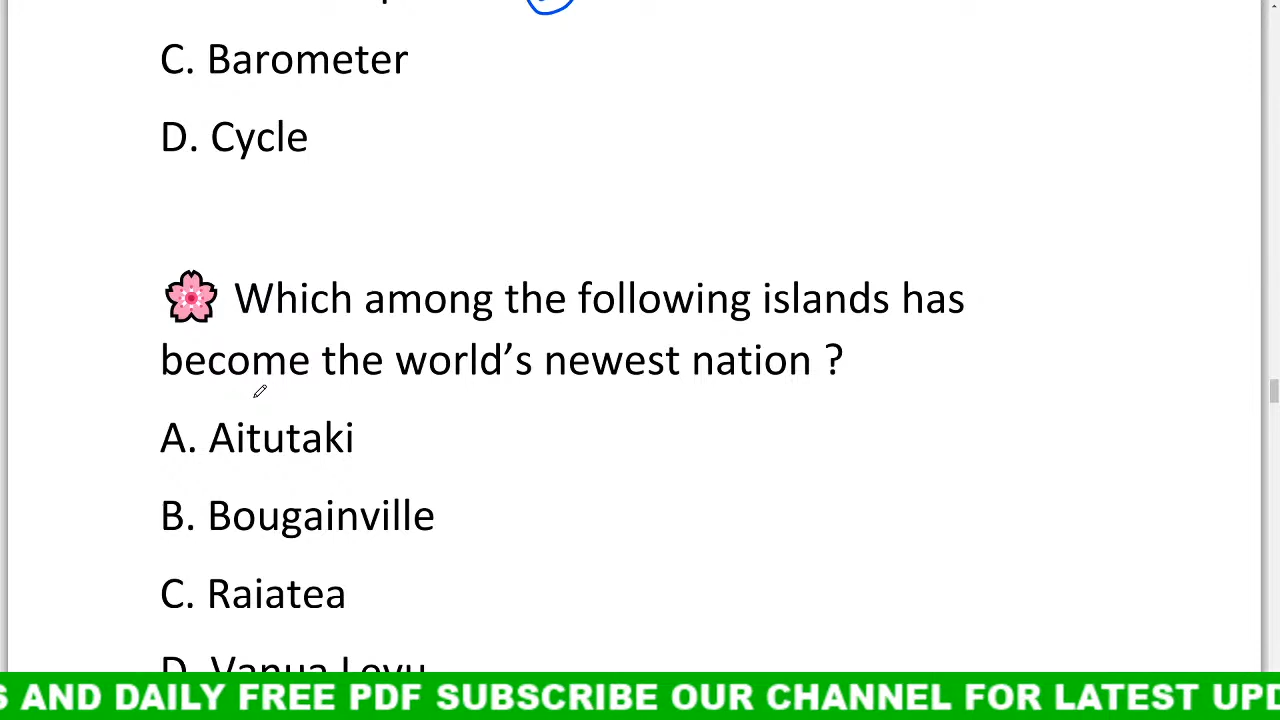 C. Barometer
D. Cycle
Which among the following islands has
become the world’s newest nation ?
A. Aitutaki
B. Bougainville
C. Raiatea
D. Vanua Levu
S AND DAILY FREE PDF SUBSCRIBE OUR CHANNEL FOR LATEST UPD